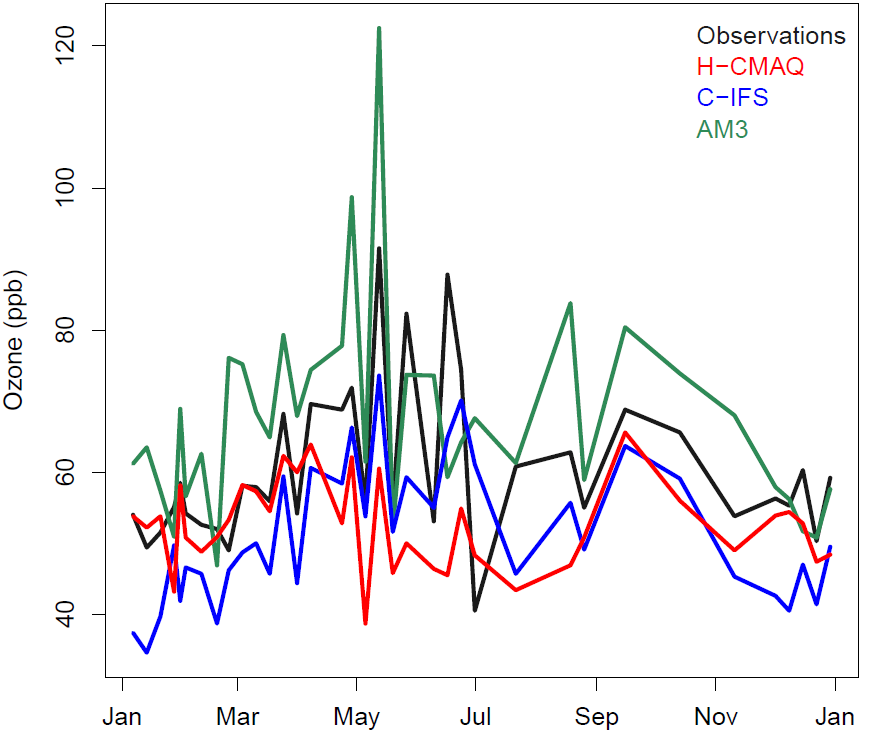 Observations
H−CMAQ
C−IFS
AM3
Ozone (ppb)
120
100
80
60
40
Jan Mar May Jul Sep Nov Jan